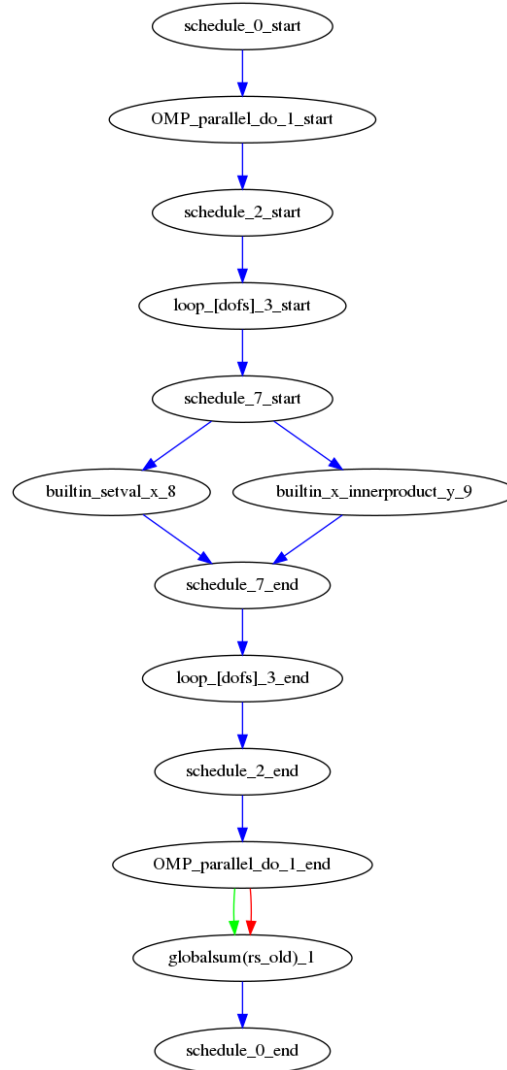 schedule_0_start
OMP_parallel_do_1_start
schedule_2_start
loop_[dofs]_3_start
schedule_7_start
builtin_setval_x_8
builtin_x_innerproduct_y_9
schedule_7_end
loop_[dofs]_3_end
schedule_2_end
OMP_parallel_do_1_end
globalsum(rs_old)_1
schedule_0_end